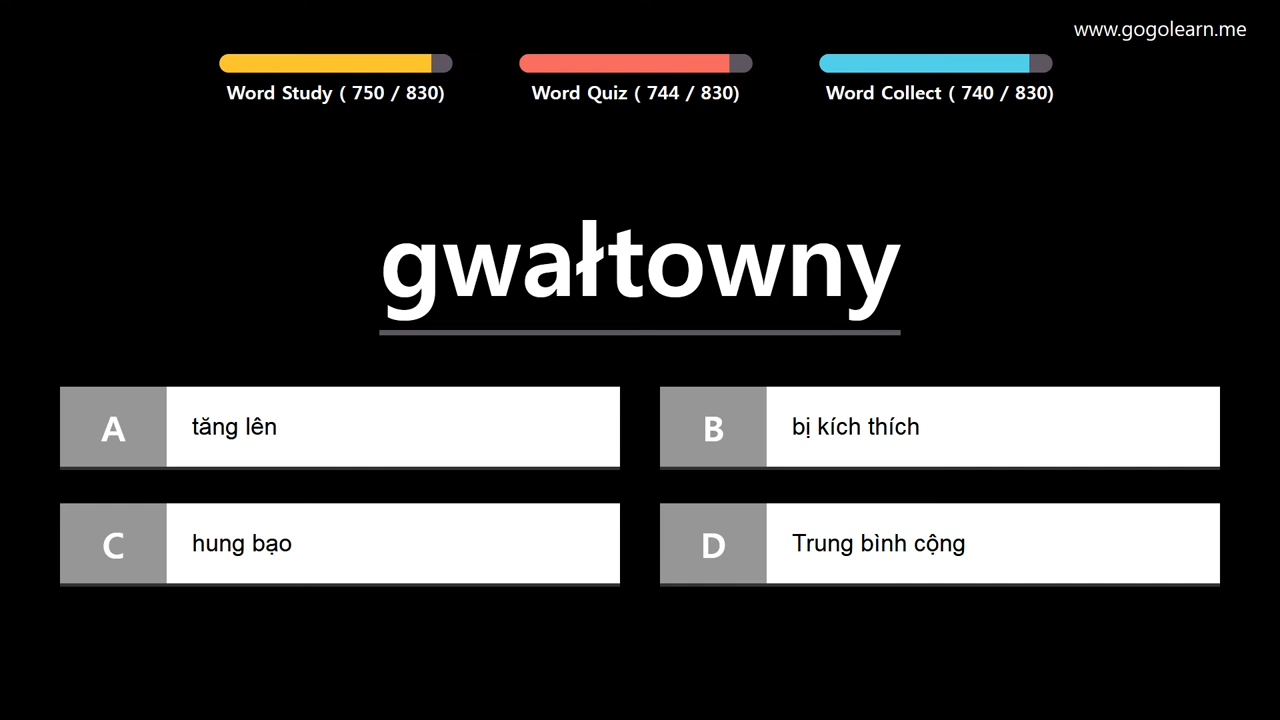 www.gogolearn.me
Word Study ( 750 / 830)
Word Quiz ( 744 / 830)
Word Collect ( 740 / 830)
gwałtowny
A
tăng lên
B
bị kích thích
C
hung bạo
D
Trung bình cộng